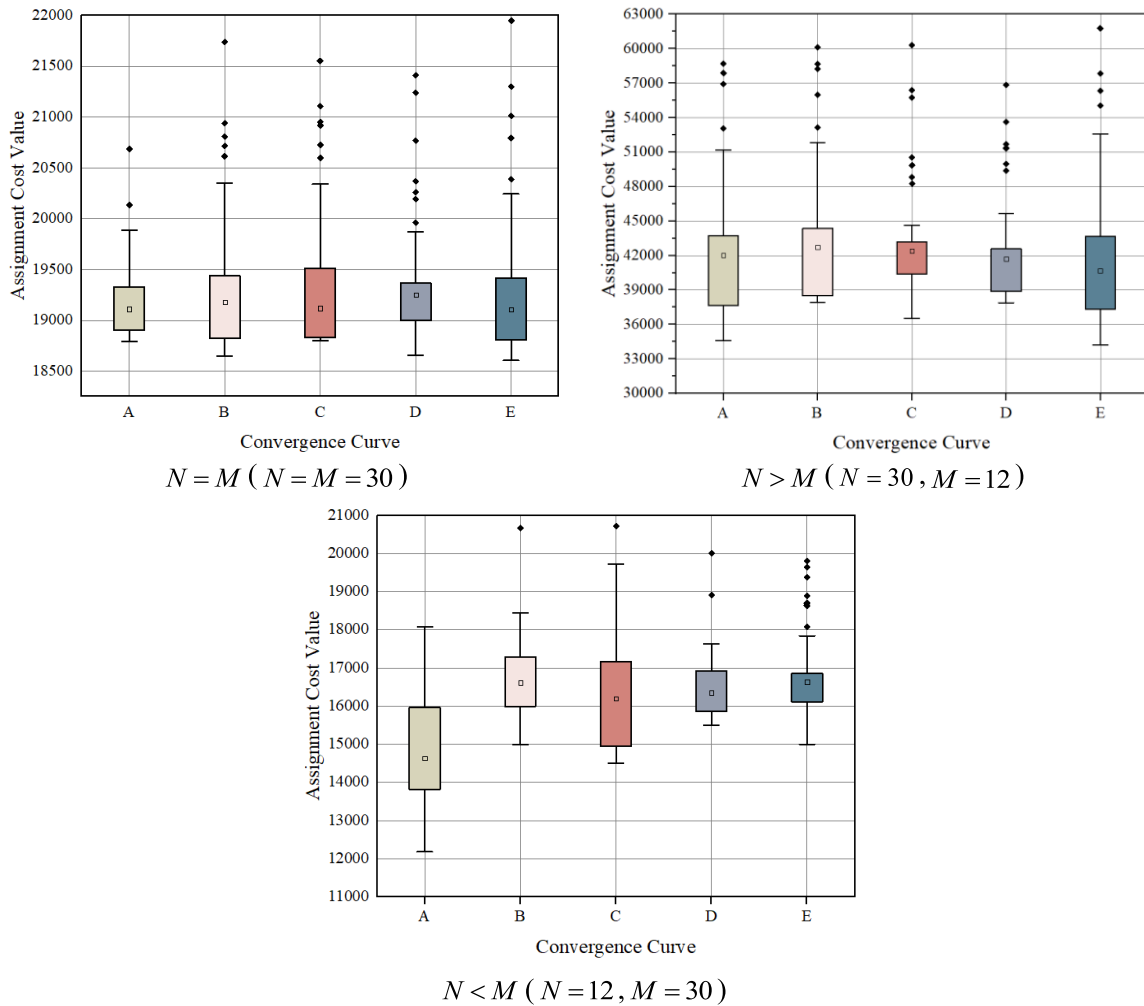 Assignment Cost Value
22000
21500
21000
20500
20000
19500
19000
18500
A B C D E
Convergence Curve
N = M ( N = M = 30 )
Assignment Cost Value
63000
60000
57000
54000
51000
48000
45000
42000
39000
36000
33000
30000
A B C D E
Convergence Curve
N > M ( N = 30 , M = 12 )
Assignment Cost Value
21000
20000
19000
18000
17000
16000
15000
14000
13000
12000
11000
A B C D E
Convergence Curve
N < M ( N = 12 , M = 30 )